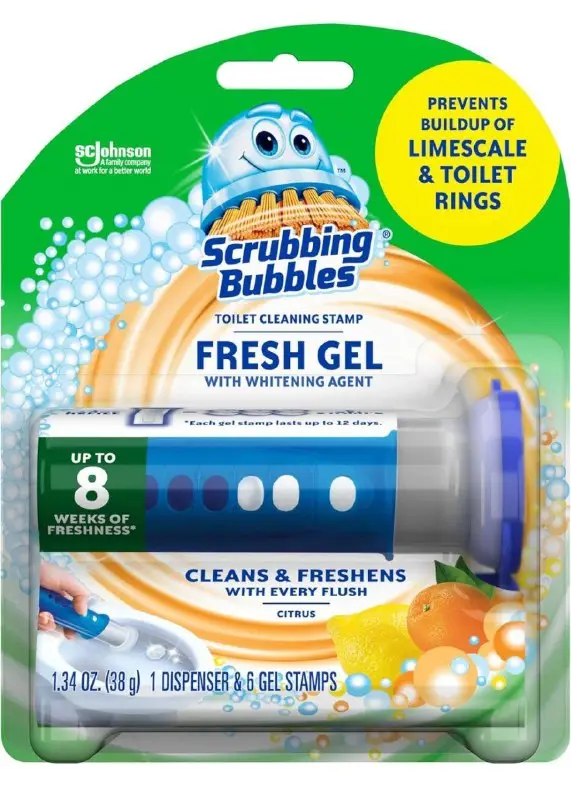 SC Johnson
A family company
at work for a better world
PREVENTS
BUILDUP OF
LIMESCALE
& TOILET
RINGS
™
Scrubbing
Bubbles®
TOILET CLEANING STAMP
FRESH GEL
WITH WHITENING AGENT
*Each gel stamp lasts up to 12 days.
UP TO
8
WEEKS OF
FRESHNESS*
CLEANS & FRESHENS
WITH EVERY FLUSH
CITRUS
1.34 OZ. (38 g) 1 DISPENSER & 6 GEL STAMPS